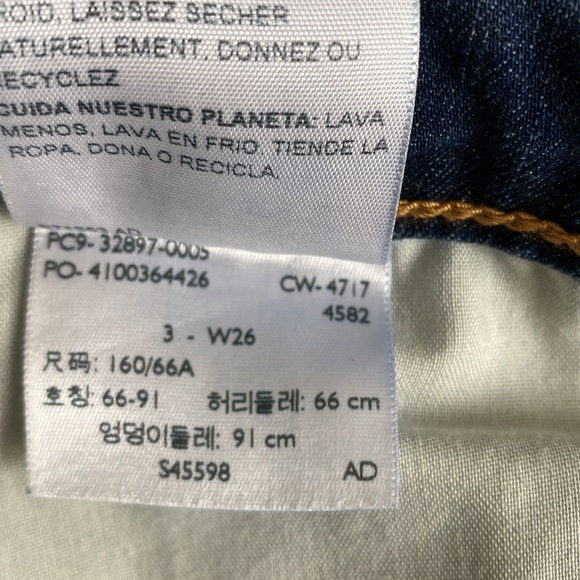 ROID, LAISSEZ SECHER
NATURELLEMENT, DONNEZ OU
RECYCLEZ
CUIDA NUESTRO PLANETA: LAVA
MENOS, LAVA EN FRIO TIENDE LA
ROPA, DONA O RECICLA.
PC9- 32897-0005
PO- 4100364426
CW- 4717
4582
3 - W26
尺码: 160/66A
호칭: 66-91 허리둘레: 66 cm
엉덩이둘레: 91 cm
S45598 AD